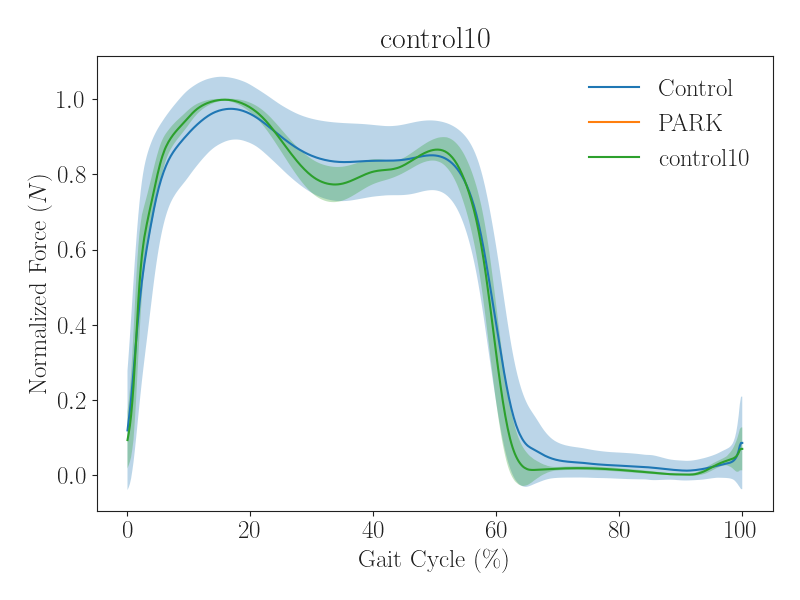 control10
Normalized Force (N)
1.0
0.8
0.6
0.4
0.2
0.0
Control
PARK
control10
0 20 40 60 80 100
Gait Cycle (%)